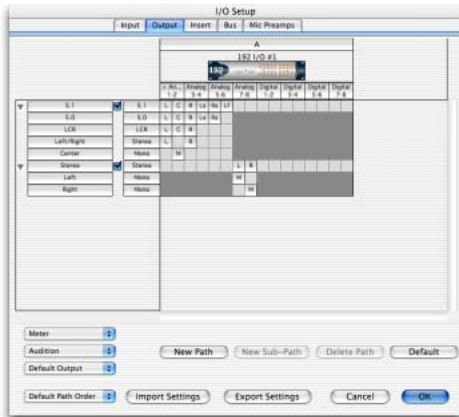 I/O Setup
Input Output Insert Bus Mic Preamps
A
192 I/O #1
192
Analog Analog Analog Digital Digital Digital Digital
1-2 3-4 5-6 7-8 1-2 3-4 5-6 7-8
5.1 5.1 L C R Ls Rs Lf
5.0 5.0 L C R Ls Rs
LCR LCR L C R
Left/Right Stereo L R
Center Mono M
Stereo Stereo L R
Left Mono M
Right Mono M
Meter
Audition New Path New Sub-Path Delete Path Default
Default Output
Default Path Order Import Settings Export Settings Cancel OK